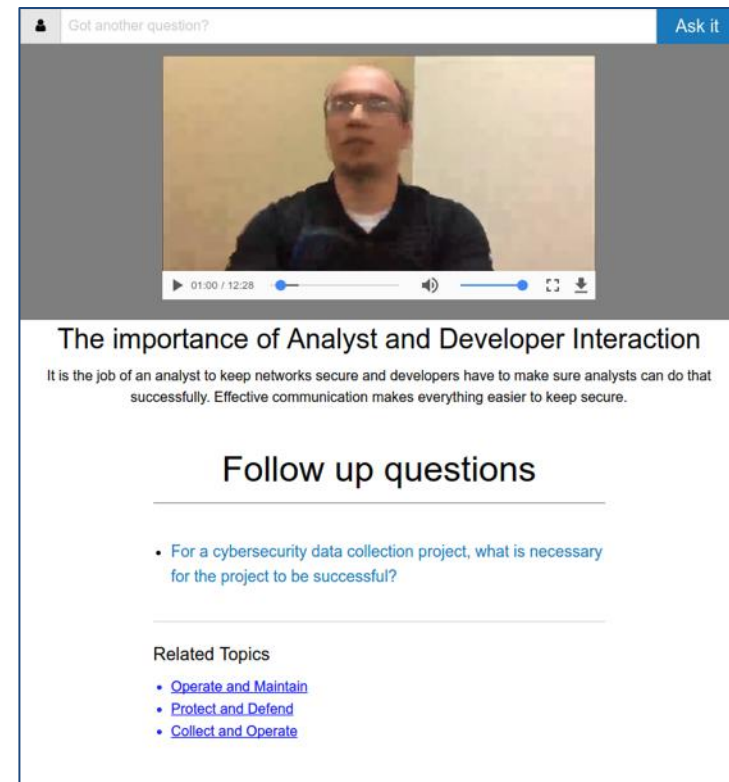 Got another question?
Ask it
01:00 / 12:28
The importance of Analyst and Developer Interaction
It is the job of an analyst to keep networks secure and developers have to make sure analysts can do that
successfully. Effective communication makes everything easier to keep secure.
Follow up questions
• For a cybersecurity data collection project, what is necessary
for the project to be successful?
Related Topics
• Operate and Maintain
• Protect and Defend
• Collect and Operate